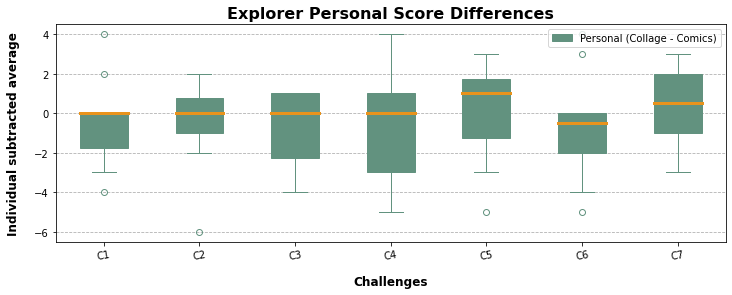 Explorer Personal Score Differences
Personal (Collage - Comics)
Individual subtracted average
4
2
0
−2
−4
−6
C1
C2
C3
C4
C5
C6
C7
Challenges